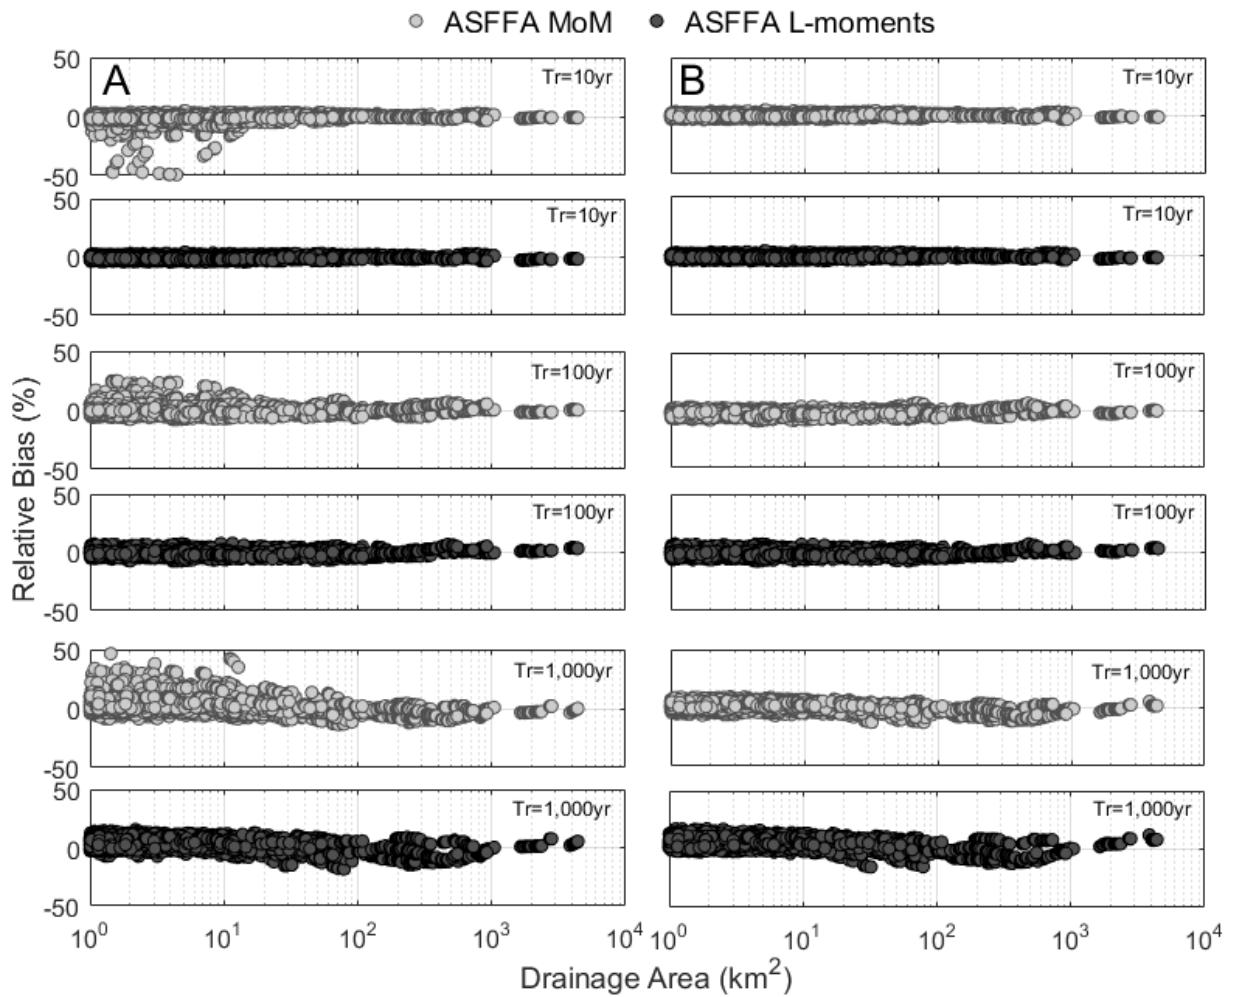 ASFFA MoM ASFFA L-moments
A B
50 Tr=10yr Tr=10yr
0
-50
50 Tr=10yr Tr=10yr
0
-50
50 Tr=100yr Tr=100yr
0
-50
50 Tr=100yr Tr=100yr
0
-50
50 Tr=1,000yr Tr=1,000yr
0
-50
50 Tr=1,000yr Tr=1,000yr
0
-50
Relative Bias (%)
10^0 10^1 10^2 10^3 10^4 10^0 10^1 10^2 10^3 10^4
Drainage Area (km^2)